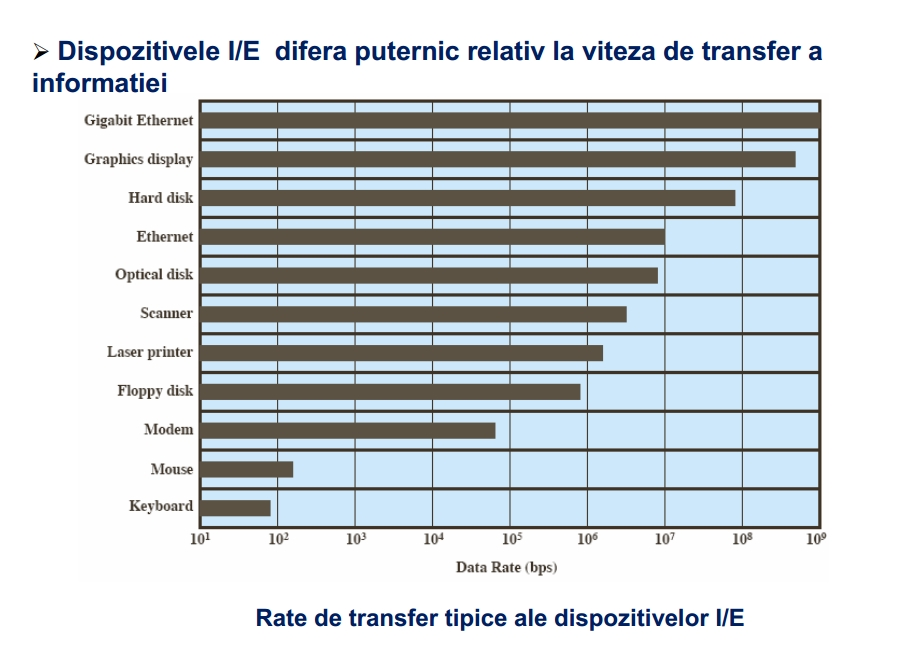 ➢ Dispozitivele I/E difera puternic relativ la viteza de transfer a
informatiei
Gigabit Ethernet
Graphics display
Hard disk
Ethernet
Optical disk
Scanner
Laser printer
Floppy disk
Modem
Mouse
Keyboard
10¹ 10² 10³ 10⁴ 10⁵ 10⁶ 10⁷ 10⁸ 10⁹
Data Rate (bps)
Rate de transfer tipice ale dispozitivelor I/E